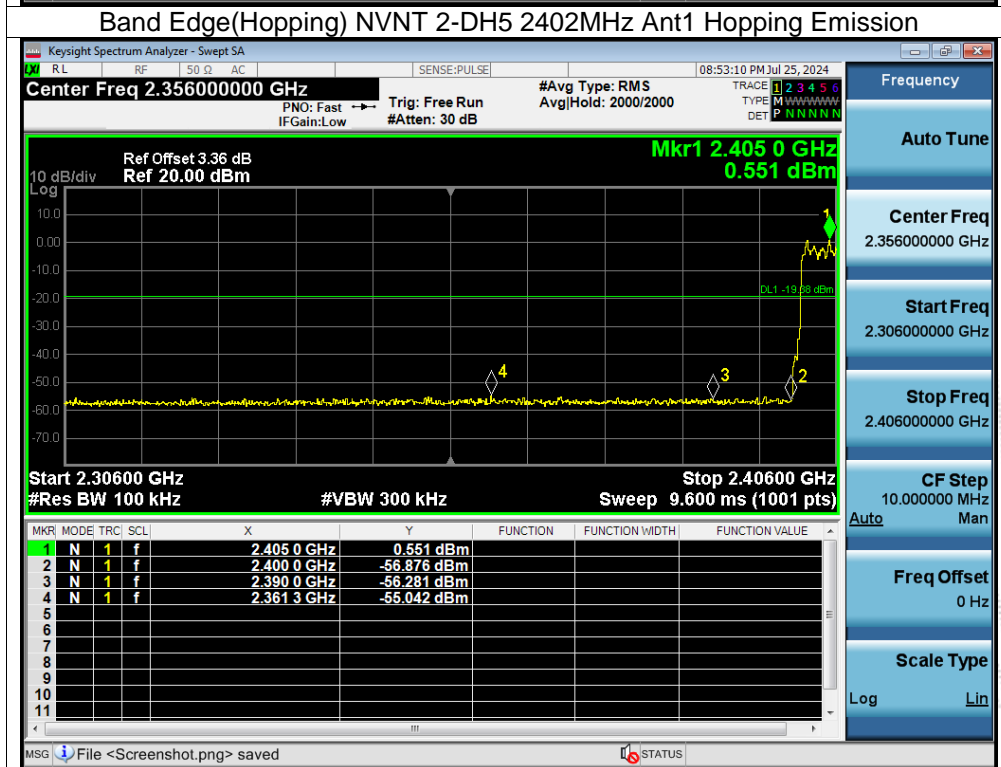 Band Edge(Hopping) NVNT 2-DH5 2402MHz Ant1 Hopping Emission
Keysight Spectrum Analyzer - Swept SA
LXI RL RF 50 Ω AC SENSE:PULSE 08:53:10 PM Jul 25, 2024
Center Freq 2.356000000 GHz #Avg Type: RMS TRACE 1 2 3 4 5 6
PNO: Fast Trig: Free Run Avg|Hold: 2000/2000 TYPE M WWWWW
IFGain:Low #Atten: 30 dB DET P N N N N N
Frequency
Mkr1 2.405 0 GHz
Ref Offset 3.36 dB
10 dB/div Ref 20.00 dBm 0.551 dBm
Log
10.0
0.00
-10.0
-20.0
-30.0
-40.0
-50.0
-60.0
-70.0
1
DL1 -19.88 dBm
4 3 2
Start 2.30600 GHz Stop 2.40600 GHz
#Res BW 100 kHz #VBW 300 kHz Sweep 9.600 ms (1001 pts)
MKR MODE TRC SCL X Y FUNCTION FUNCTION WIDTH FUNCTION VALUE
1 N 1 f 2.405 0 GHz 0.551 dBm
2 N 1 f 2.400 0 GHz -56.876 dBm
3 N 1 f 2.390 0 GHz -56.281 dBm
4 N 1 f 2.361 3 GHz -55.042 dBm
5
6
7
8
9
10
11
Auto Tune
Center Freq
2.356000000 GHz
Start Freq
2.306000000 GHz
Stop Freq
2.406000000 GHz
CF Step
10.000000 MHz
Auto Man
Freq Offset
0 Hz
Scale Type
Log Lin
MSG File <Screenshot.png> saved STATUS